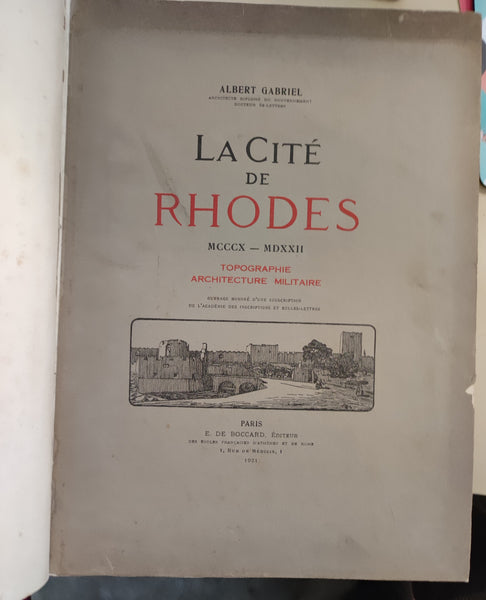 ALBERT GABRIEL
ARCHITECTE DIPLÔMÉ DU GOUVERNEMENT
DOCTEUR ÈS-LETTRES
LA CITÉ
DE
RHODES
MCCCX — MDXXII
TOPOGRAPHIE
ARCHITECTURE MILITAIRE
OUVRAGE HONORÉ D'UNE SOUSCRIPTION
DE L'ACADÉMIE DES INSCRIPTIONS ET BELLES-LETTRES
PARIS
E. DE BOCCARD, ÉDITEUR
DES ÉCOLES FRANÇAISES D'ATHÈNES ET DE ROME
1, RUE DE MÉDICIS, 1
1921